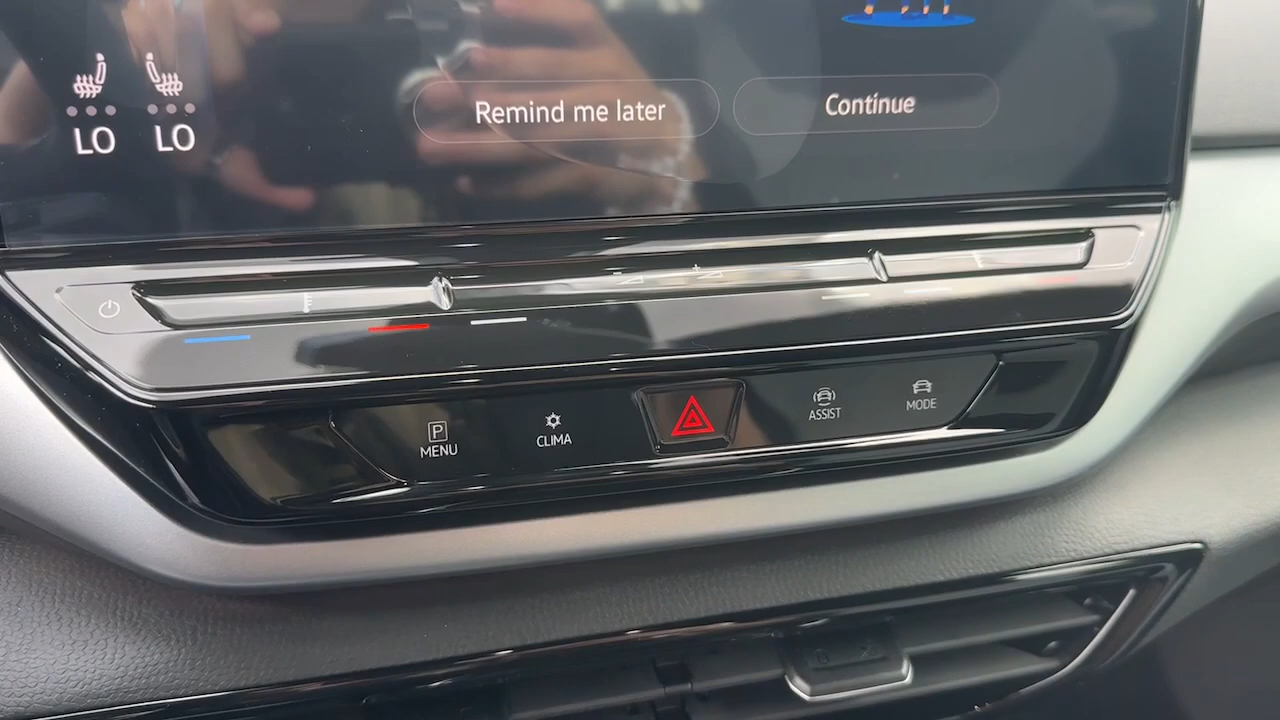 Remind me later
Continue
LO
LO
P
MENU
CLIMA
ASSIST
MODE